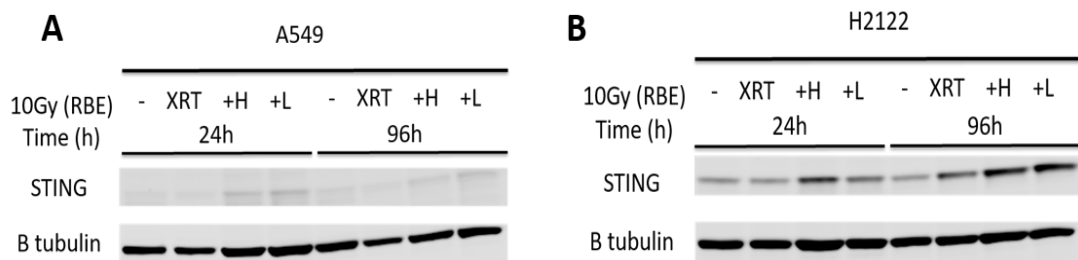 A
A549
10Gy (RBE) - XRT +H +L - XRT +H +L
Time (h) 24h 96h
STING
B tubulin
B
H2122
10Gy (RBE) - XRT +H +L - XRT +H +L
Time (h) 24h 96h
STING
B tubulin